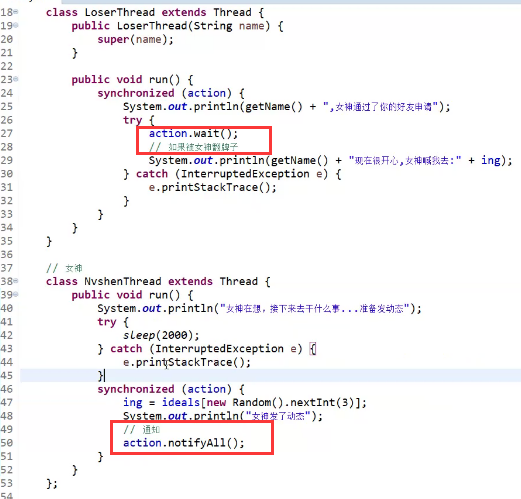 18 class LoserThread extends Thread {
19 public LoserThread(String name) {
20 super(name);
21 }
22
23 public void run() {
24 synchronized (action) {
25 System.out.println(getName() + ",女神通过了你的好友申请");
26 try {
27 action.wait();
28 // 如果被女神翻牌子
29 System.out.println(getName() + "现在很开心,女神喊我去:" + ing);
30 } catch (InterruptedException e) {
31 e.printStackTrace();
32 }
33 }
34 }
35 }
36
37 // 女神
38 class NvshenThread extends Thread {
39 public void run() {
40 System.out.println("女神在想，接下来去干什么事...准备发动态");
41 try {
42 sleep(2000);
43 } catch (InterruptedException e) {
44 e.printStackTrace();
45 }
46 synchronized (action) {
47 ing = ideals[new Random().nextInt(3)];
48 System.out.println("女神发了动态");
49 // 通知
50 action.notifyAll();
51 }
52 }
53 };
54